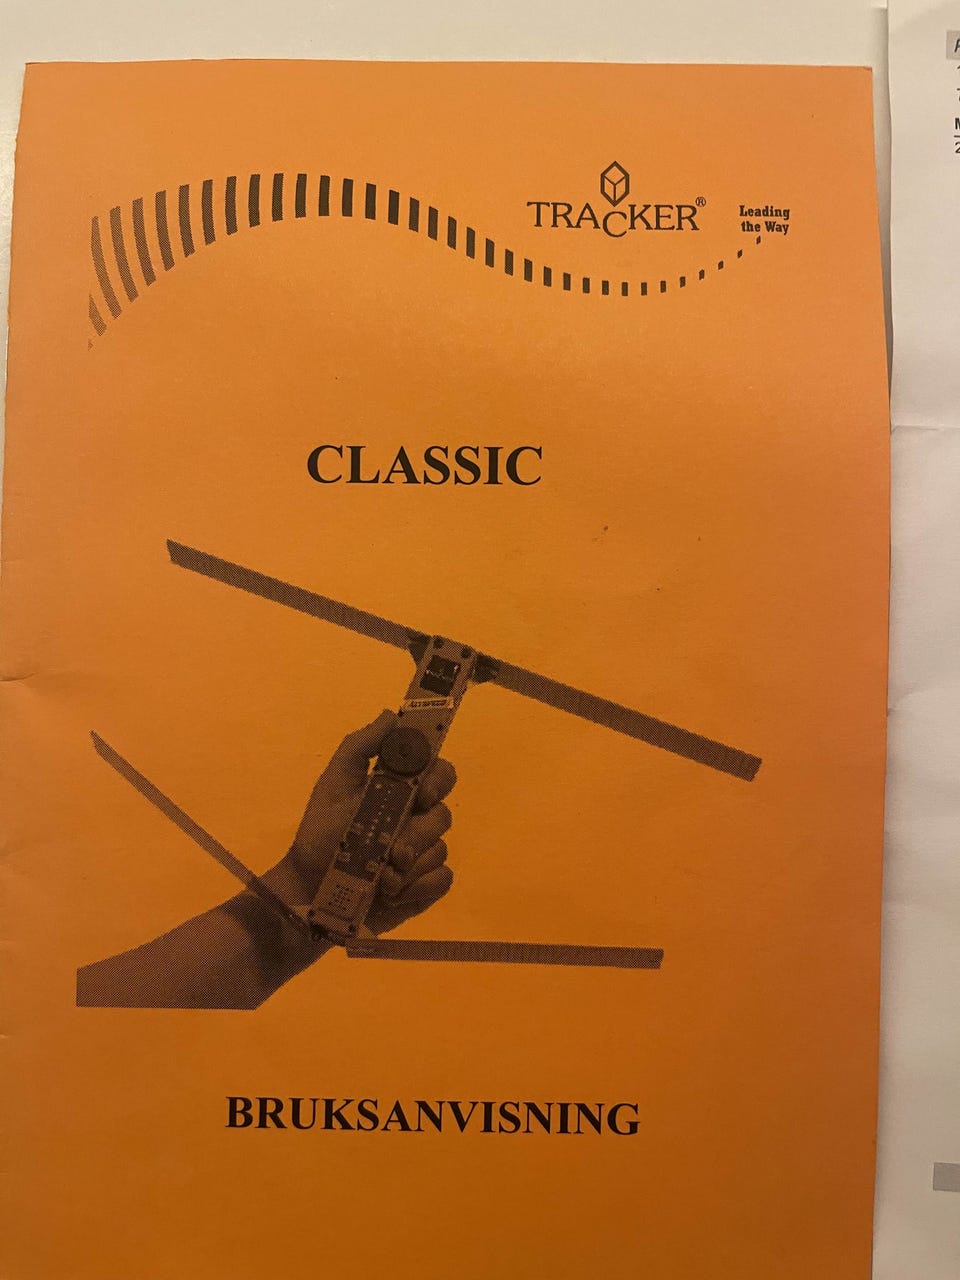 TRACKER®
Leading
the Way
CLASSIC
BRUKSANVISNING